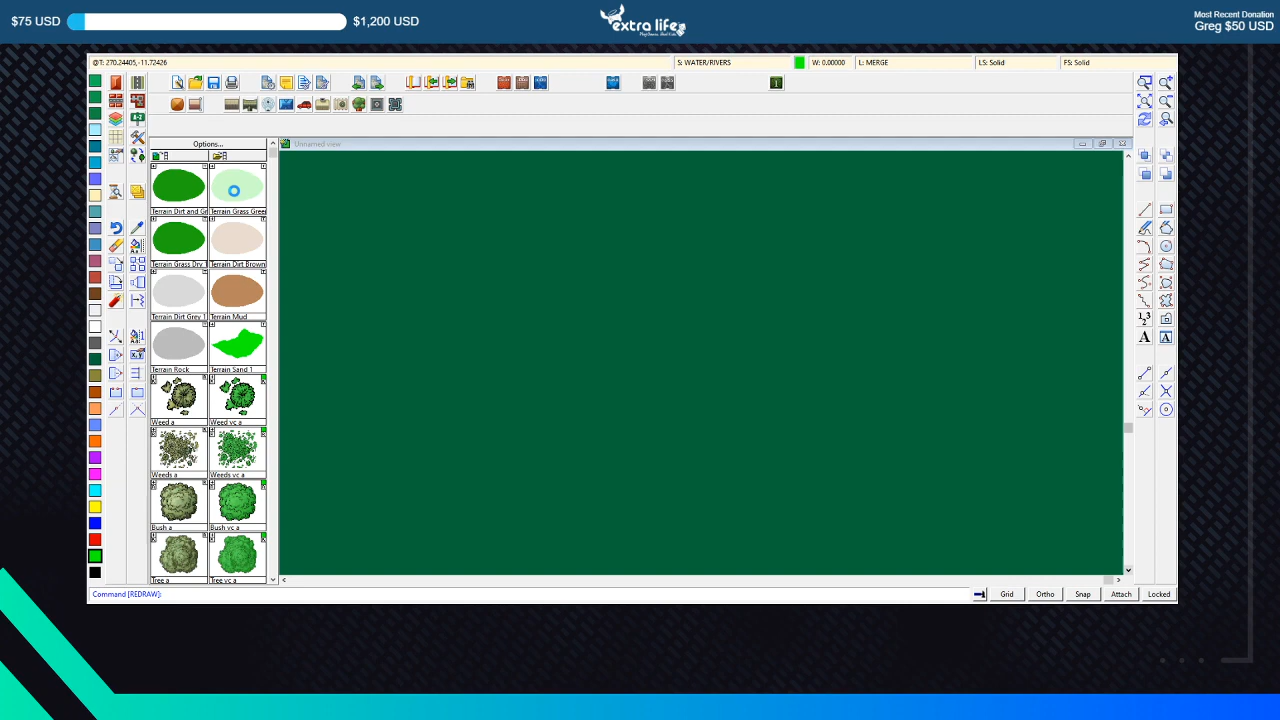 $75 USD
$1,200 USD
extra life
Most Recent Donation
Greg $50 USD
@T: 270.24405,-11.72426
S: WATER/RIVERS
W: 0.00000
L: MERGE
LS: Solid
FS: Solid
Options...
Unnamed view
Terrain Dirt and Gr
Terrain Grass Green
Terrain Grass Dry 1
Terrain Dirt Brown
Terrain Dirt Grey 1
Terrain Mud
Terrain Rock
Terrain Sand 1
Weed a
Weed vc a
Weeds a
Weeds vc a
Bush a
Bush vc a
Tree a
Tree vc a
Command [REDRAW]:
Grid
Ortho
Snap
Attach
Locked